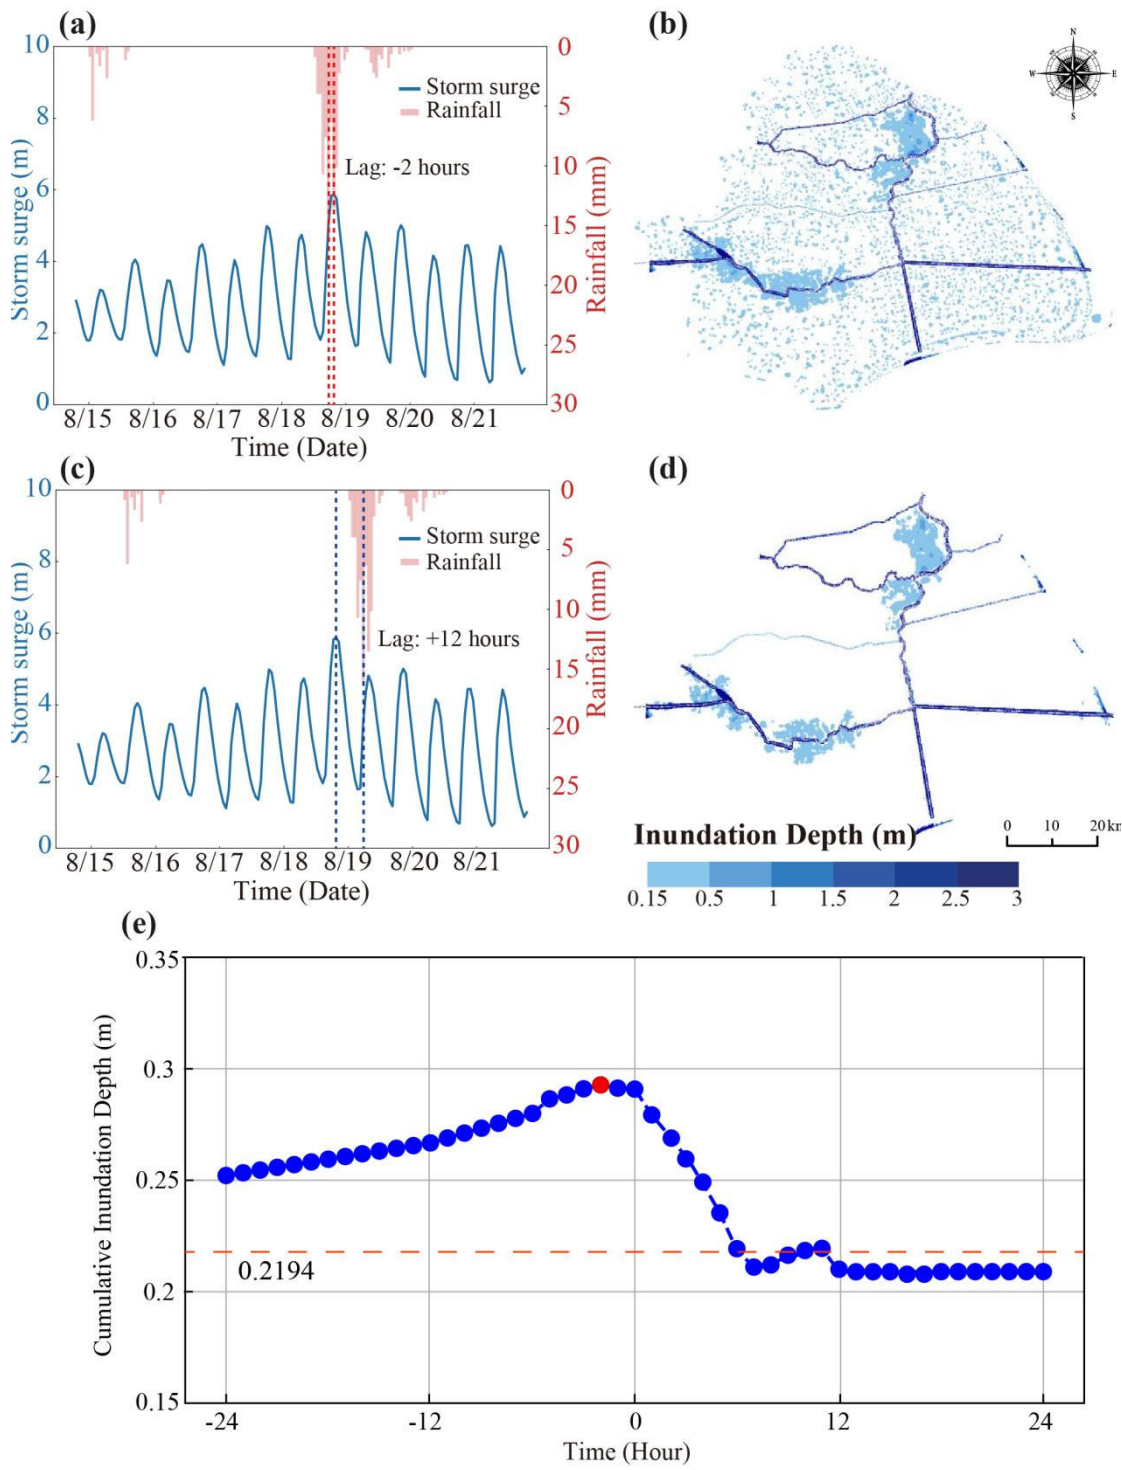 (a)
10
8
6
4
2
0
Storm surge (m)
Storm surge
Rainfall
Lag: -2 hours
0
5
10
15
20
25
30
Rainfall (mm)
8/15 8/16 8/17 8/18 8/19 8/20 8/21
Time (Date)
(b)
N
W E
S
(c)
10
8
6
4
2
0
Storm surge (m)
Storm surge
Rainfall
Lag: +12 hours
0
5
10
15
20
25
30
Rainfall (mm)
8/15 8/16 8/17 8/18 8/19 8/20 8/21
Time (Date)
(d)
Inundation Depth (m)
0 10 20 km
0.15 0.5 1 1.5 2 2.5 3
(e)
0.35
0.3
0.25
0.2
0.15
Cumulative Inundation Depth (m)
0.2194
-24 -12 0 12 24
Time (Hour)